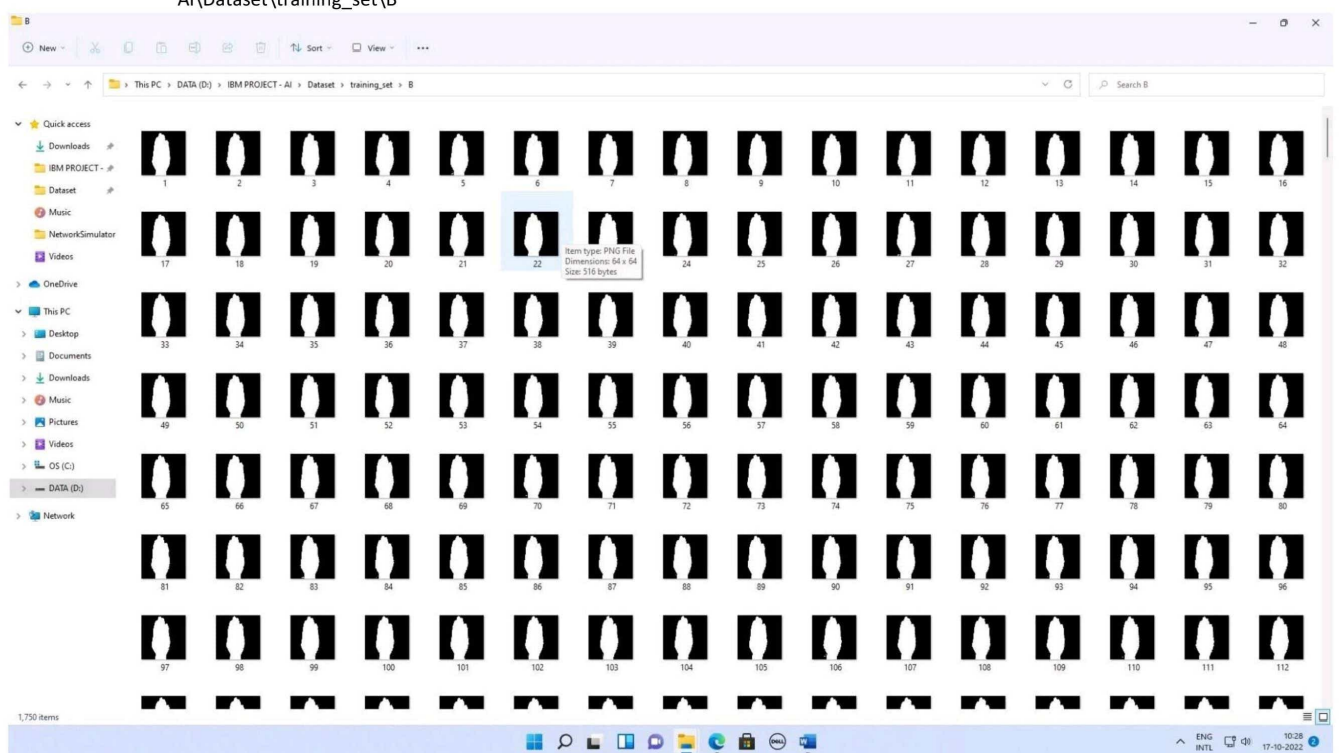 AI\Dataset\training_set\B
B
New Sort View
This PC > DATA (D:) > IBM PROJECT - AI > Dataset > training_set > B
Search B
Quick access
Downloads
IBM PROJECT -
Dataset
Music
NetworkSimulator
Videos
OneDrive
This PC
Desktop
Documents
Downloads
Music
Pictures
Videos
OS (C:)
DATA (D:)
Network
1 2 3 4 5 6 7 8 9 10 11 12 13 14 15 16
Item type: PNG File
Dimensions: 64 x 64
Size: 516 bytes
17 18 19 20 21 22 24 25 26 27 28 29 30 31 32
33 34 35 36 37 38 39 40 41 42 43 44 45 46 47 48
49 50 51 52 53 54 55 56 57 58 59 60 61 62 63 64
65 66 67 68 69 70 71 72 73 74 75 76 77 78 79 80
81 82 83 84 85 86 87 88 89 90 91 92 93 94 95 96
97 98 99 100 101 102 103 104 105 106 107 108 109 110 111 112
1,750 items
DELL
W
ENG
INTL
10:28
17-10-2022
2